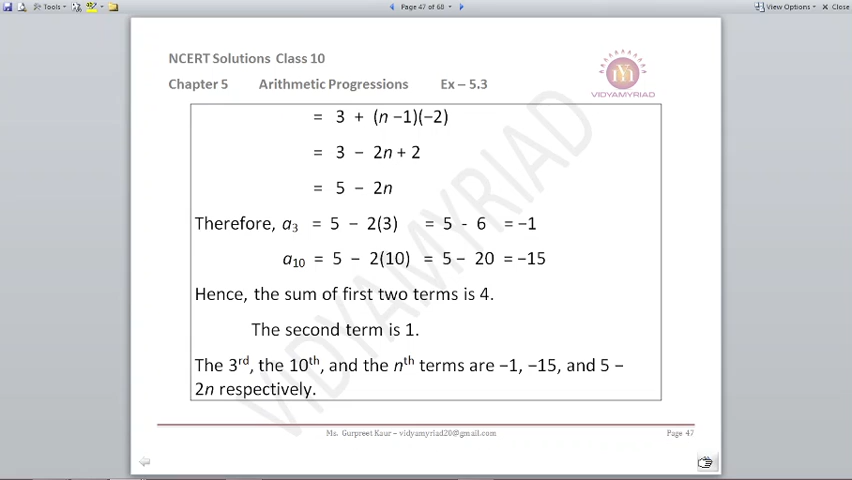 Tools
Page 47 of 60
View Options
Close
NCERT Solutions Class 10
Chapter 5 Arithmetic Progressions Ex – 5.3
VIDYAMYRIAD
= 3 + (n −1)(−2)
= 3 − 2n + 2
= 5 − 2n
Therefore, a3 = 5 − 2(3) = 5 - 6 = −1
a10 = 5 − 2(10) = 5 − 20 = −15
Hence, the sum of first two terms is 4.
The second term is 1.
The 3rd, the 10th, and the nth terms are −1, −15, and 5 −
2n respectively.
VIDYAMYRIAD
Ms. Gurpreet Kaur – vidyamyriad20@gmail.com
Page 47